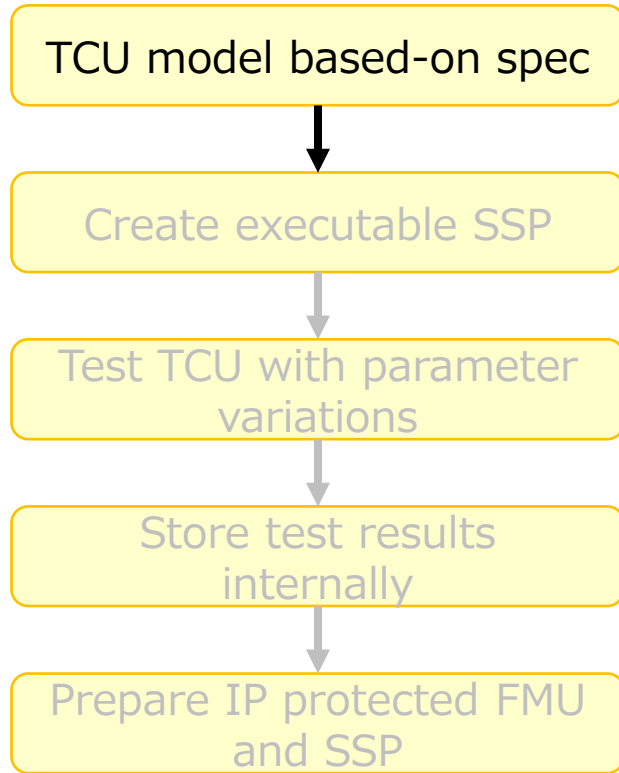 TCU model based-on spec
Create executable SSP
Test TCU with parameter
variations
Store test results
internally
Prepare IP protected FMU
and SSP